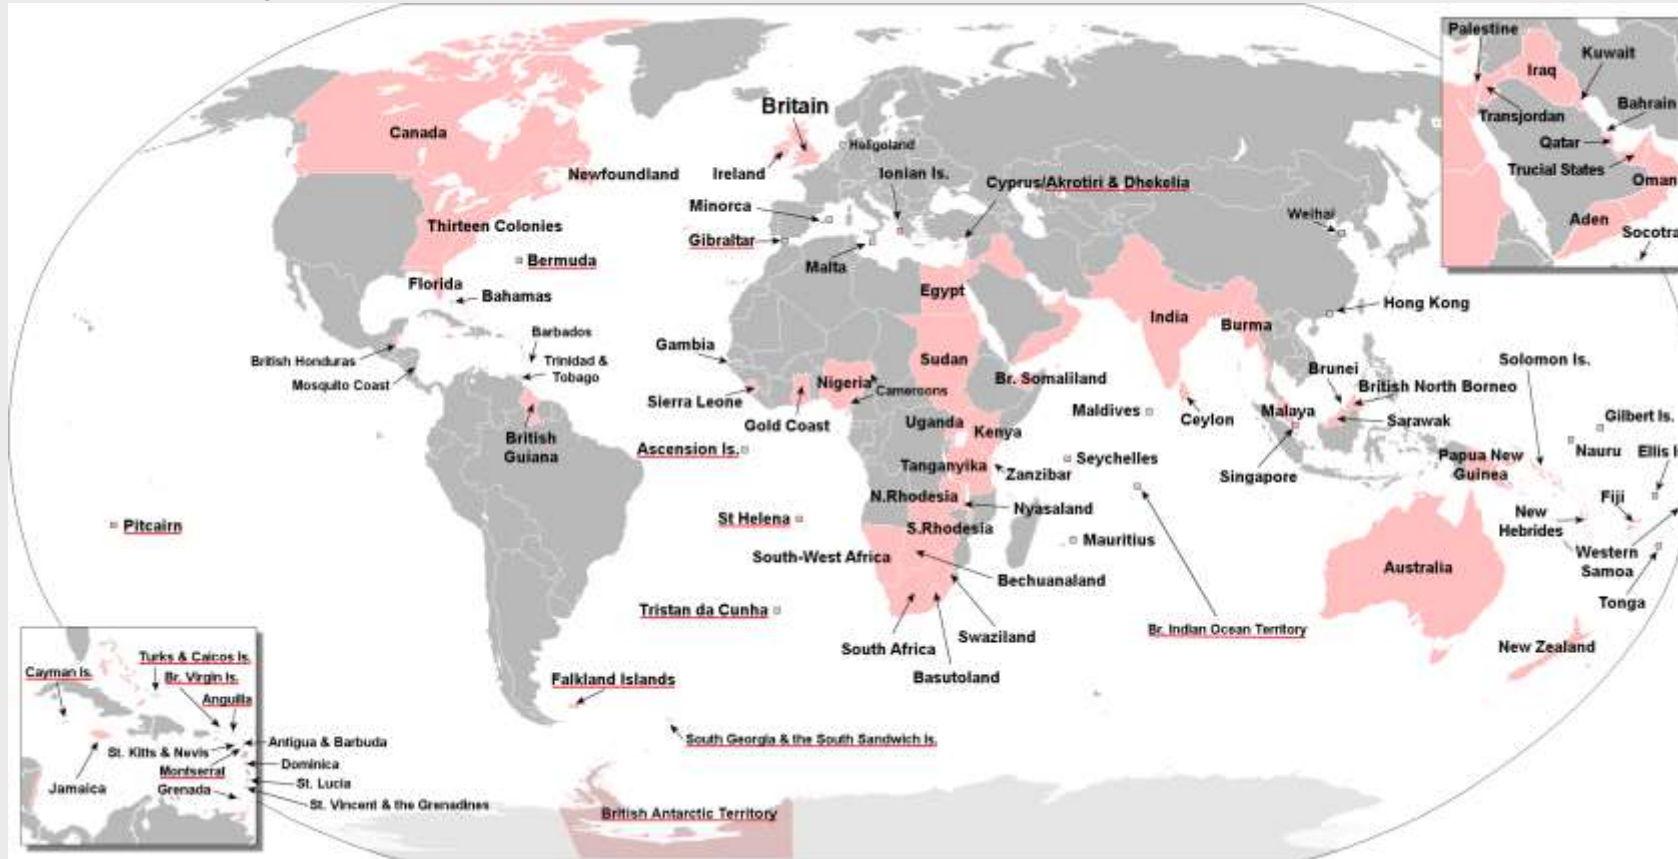 Palestine
Kuwait
Iraq
Bahrain
Transjordan
Qatar
Trucial States
Oman
Aden
Socotra
Britain
Canada
Heligoland
Newfoundland
Ireland
Ionian Is.
Cyprus/Akrotiri & Dhekelia
Minorca
Weihai
Thirteen Colonies
Gibraltar
Bermuda
Malta
Florida
Bahamas
Egypt
Hong Kong
India
Burma
Barbados
British Honduras
Gambia
Trinidad &
Tobago
Mosquito Coast
Sudan
Solomon Is.
Brunei
British North Borneo
Nigeria
Cameroons
Br. Somaliland
Sierra Leone
Maldives
Ceylon
Malaya
Sarawak
Gilbert Is.
Gold Coast
Uganda
Kenya
British
Guiana
Ascension Is.
Nauru
Ellis I
Tanganyika
Zanzibar
Seychelles
Singapore
Papua New
Guinea
N.Rhodesia
Nyasaland
Fiji
Pitcairn
St Helena
S.Rhodesia
New
Hebrides
Mauritius
South-West Africa
Western
Samoa
Bechuanaland
Australia
Tonga
Tristan da Cunha
Swaziland
Br. Indian Ocean Territory
South Africa
New Zealand
Basutoland
Falkland Islands
South Georgia & the South Sandwich Is.
British Antarctic Territory
Turks & Caicos Is.
Cayman Is.
Br. Virgin Is.
Anguilla
Antigua & Barbuda
St. Kitts & Nevis
Montserrat
Dominica
Jamaica
Grenada
St. Lucia
St. Vincent & the Grenadines